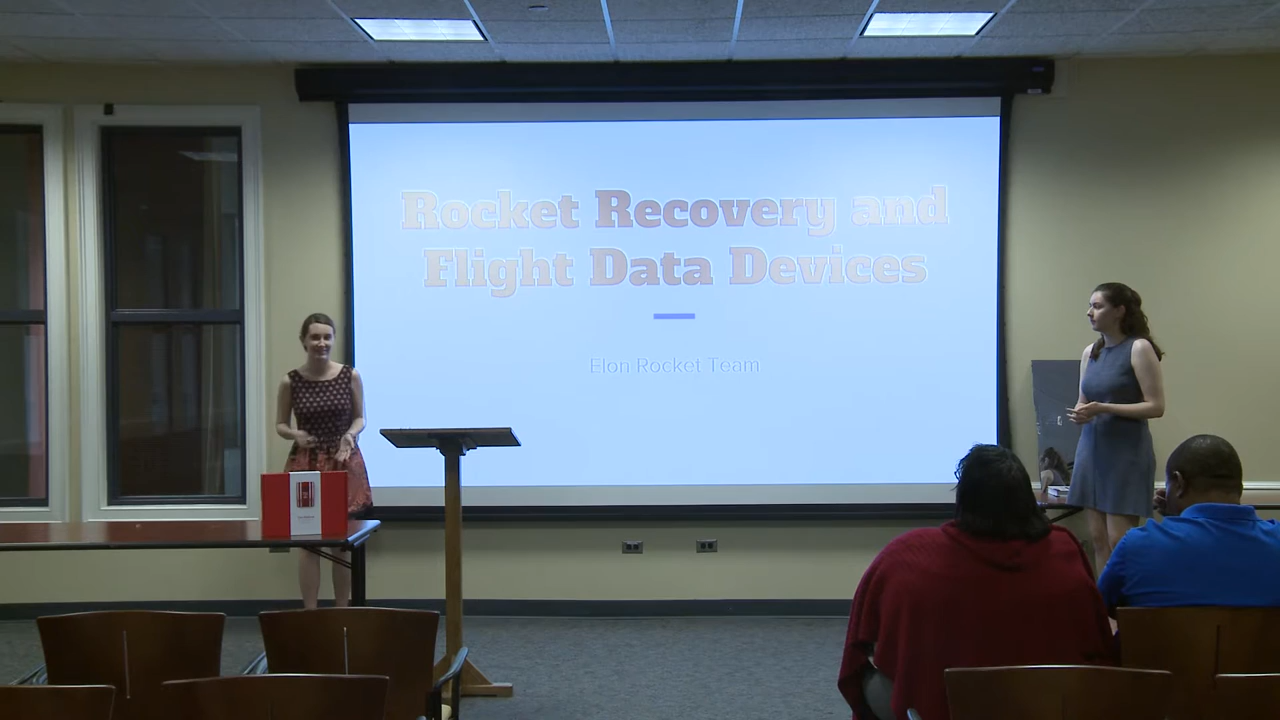 Rocket Recovery and
Flight Data Devices
Elon Rocket Team